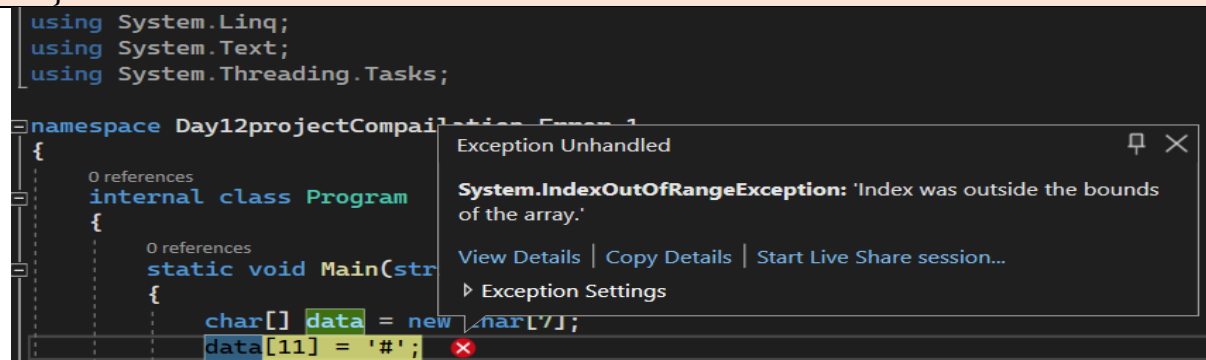 using System.Linq;
using System.Text;
using System.Threading.Tasks;
namespace
Exception Unhandled
{
0 references
System.IndexOutOfRangeException: 'Index was outside the bounds
internal class Program
of the array.'
{
0 references
View Details | Copy Details | Start Live Share session...
static void Main(str
Exception Settings
{
char[] data = new char[7];
data[11] = '#';